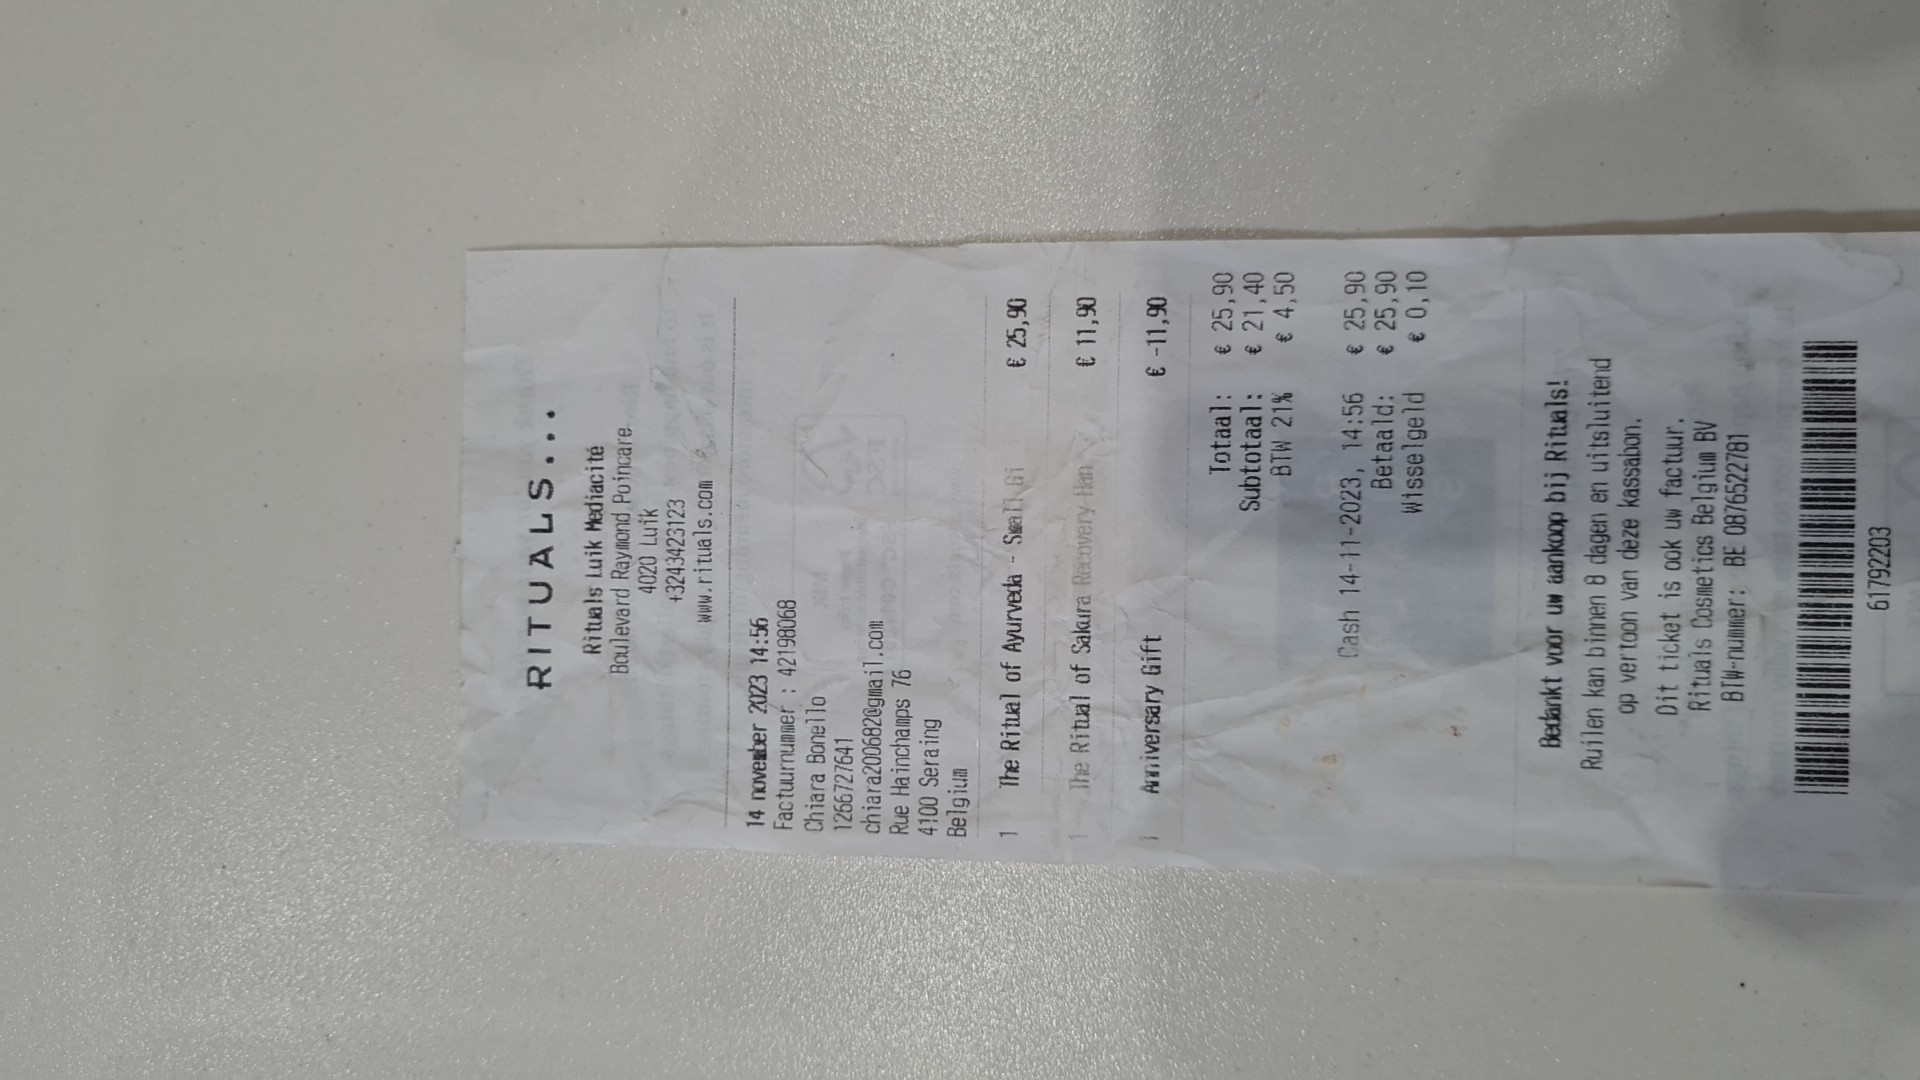 RITUALS...
Rituals Luik Mediacité
Boulevard Raymond Poincare
4020 Luik
+3243423123
www.rituals.com
14 november 2023 14:56
Factuurnummer : 42198068
Chiara Bonello
1266727641
chiara200682@gmail.com
Rue Hainchamps 76
4100 Seraing
Belgium
1 The Ritual of Ayurveda - Small Gi € 25,90
1 The Ritual of Sakura Recovery Han € 11,90
1 Anniversary Gift € -11,90
Totaal: € 25,90
Subtotaal: € 21,40
BTW 21% € 4,50
Cash 14-11-2023, 14:56 € 25,90
Betaald: € 25,90
Wisselgeld € 0,10
Bedankt voor uw aankoop bij Rituals!
Ruilen kan binnen 8 dagen en uitsluitend
op vertoon van deze kassabon.
Dit ticket is ook uw factuur.
Rituals Cosmetics Belgium BV
BTW-nummer: BE 0876522781
61792203